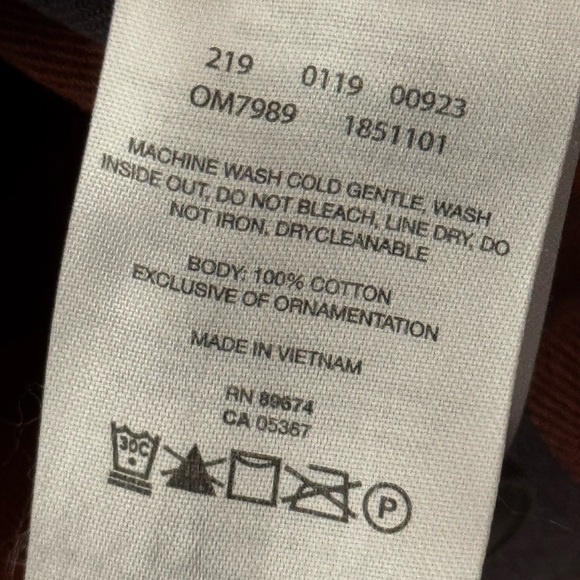 219 0119 00923
OM7989 1851101
MACHINE WASH COLD GENTLE, WASH
INSIDE OUT, DO NOT BLEACH, LINE DRY, DO
NOT IRON, DRYCLEANABLE
BODY: 100% COTTON
EXCLUSIVE OF ORNAMENTATION
MADE IN VIETNAM
RN 89674
CA 05367
30C P